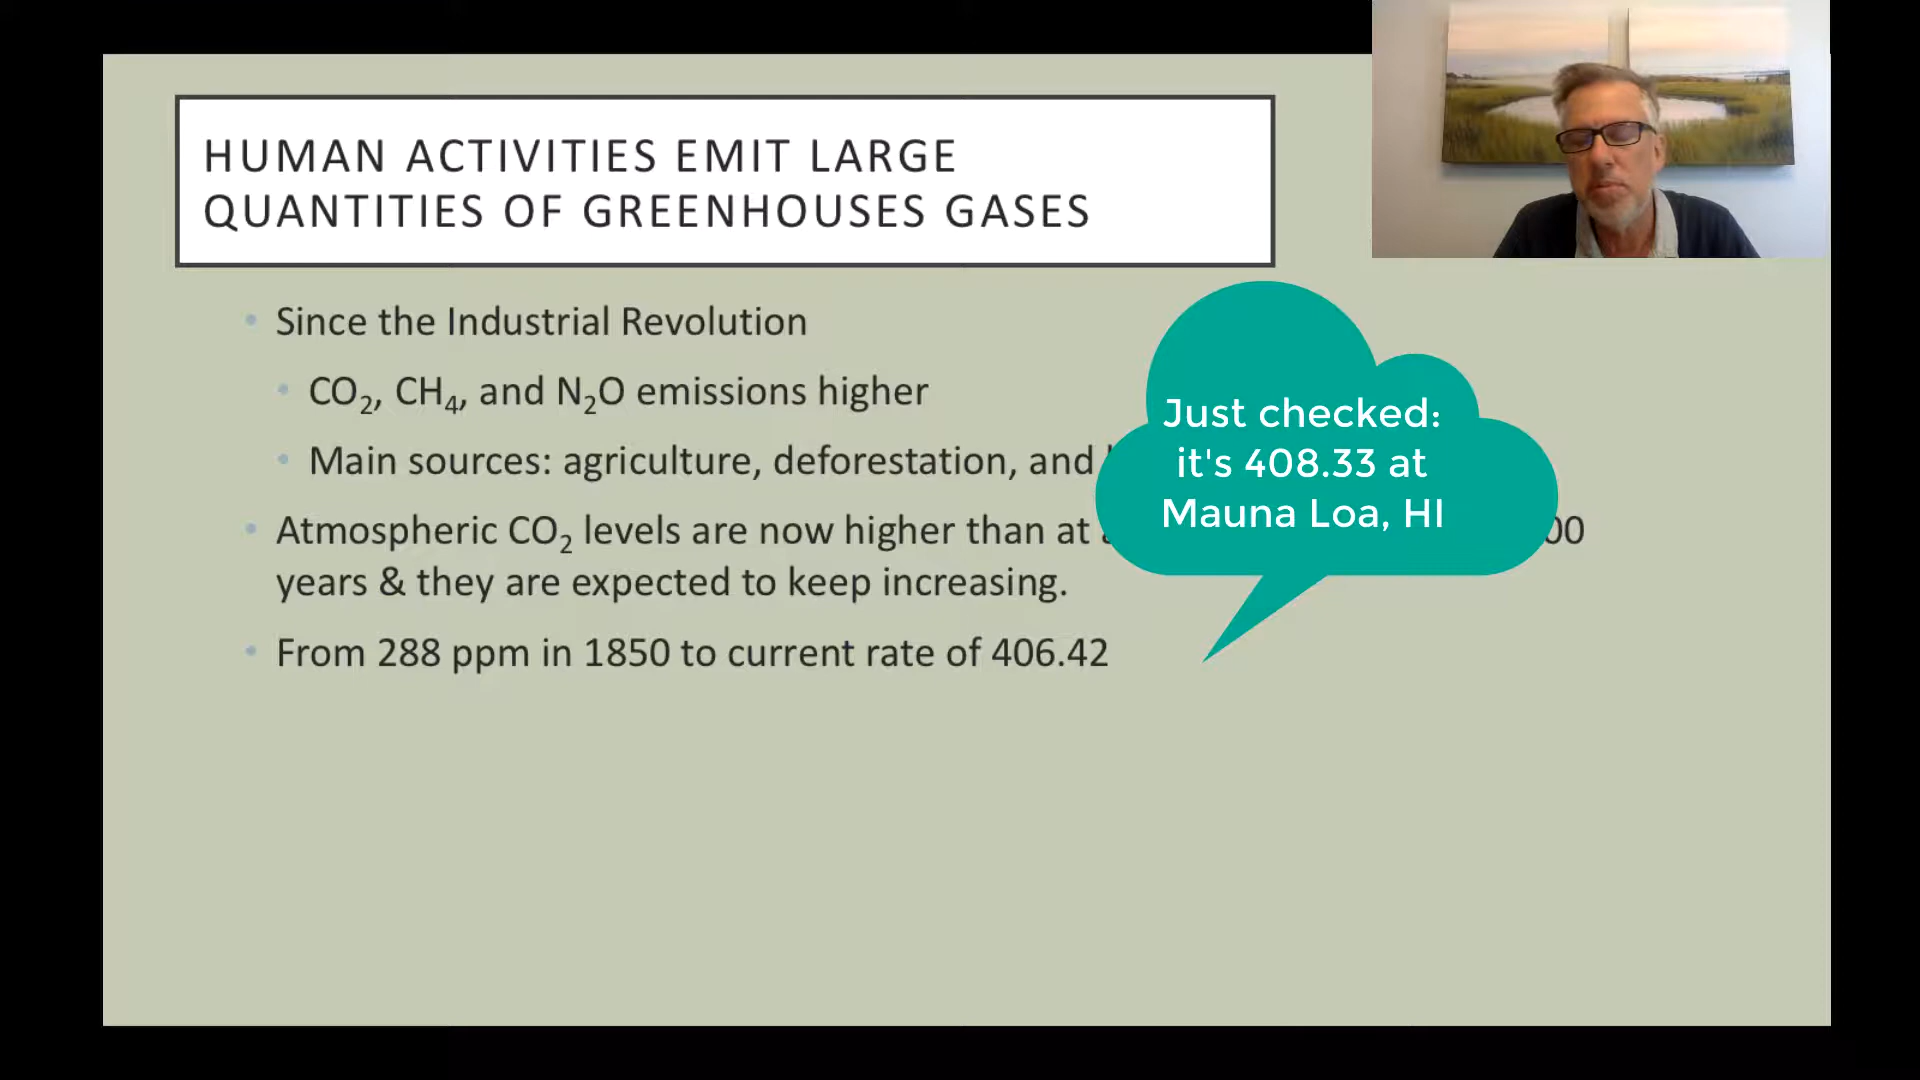 HUMAN ACTIVITIES EMIT LARGE
QUANTITIES OF GREENHOUSES GASES
• Since the Industrial Revolution
• CO₂, CH₄, and N₂O emissions higher
• Main sources: agriculture, deforestation, and
• Atmospheric CO₂ levels are now higher than at
years & they are expected to keep increasing.
• From 288 ppm in 1850 to current rate of 406.42
Just checked:
it's 408.33 at
Mauna Loa, HI